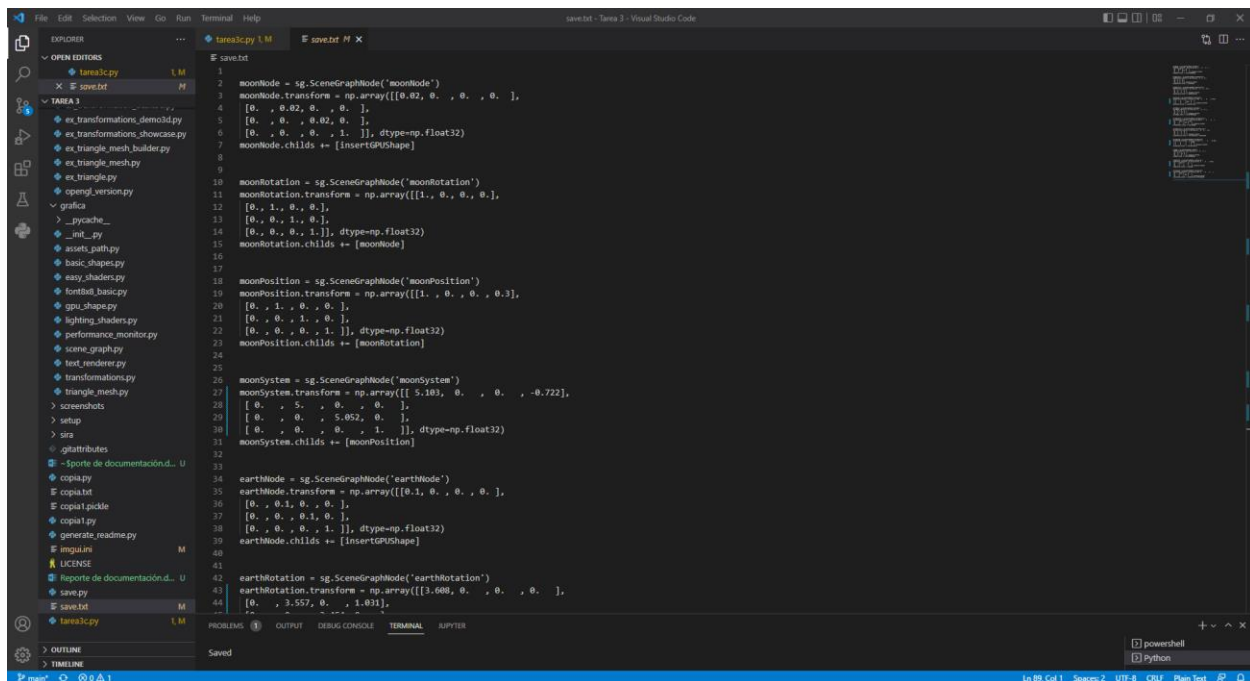 File Edit Selection View Go Run Terminal Help
save.txt - Tarea 3 - Visual Studio Code
EXPLORER
tarea3c.py 1, M
save.txt M
OPEN EDITORS
tarea3c.py 1, M
save.txt M
TAREA 3
ex_transformations_demo3d.py
ex_transformations_showcase.py
ex_triangle_mesh_builder.py
ex_triangle_mesh.py
ex_triangle.py
opengl_version.py
grafica
__pycache__
__init__.py
assets_path.py
basic_shapes.py
easy_shaders.py
font8x8_basic.py
gpu_shape.py
lighting_shaders.py
performance_monitor.py
scene_graph.py
text_renderer.py
transformations.py
triangle_mesh.py
screenshots
setup
sira
.gitattributes
~$porte de documentación.d... U
copia.py
copia.txt
copia1.pickle
copia1.py
generate_readme.py
imgui.ini M
LICENSE
Reporte de documentación.d... U
save.py
save.txt M
tarea3c.py 1, M
OUTLINE
TIMELINE
save.txt
1
2 moonNode = sg.SceneGraphNode('moonNode')
3 moonNode.transform = np.array([[0.02, 0. , 0. , 0. ],
4 [0. , 0.02, 0. , 0. ],
5 [0. , 0. , 0.02, 0. ],
6 [0. , 0. , 0. , 1. ]], dtype=np.float32)
7 moonNode.childs += [insertGPUShape]
8
9
10 moonRotation = sg.SceneGraphNode('moonRotation')
11 moonRotation.transform = np.array([[1., 0., 0., 0.],
12 [0., 1., 0., 0.],
13 [0., 0., 1., 0.],
14 [0., 0., 0., 1.]], dtype=np.float32)
15 moonRotation.childs += [moonNode]
16
17
18 moonPosition = sg.SceneGraphNode('moonPosition')
19 moonPosition.transform = np.array([[1. , 0. , 0. , 0.3],
20 [0. , 1. , 0. , 0. ],
21 [0. , 0. , 1. , 0. ],
22 [0. , 0. , 0. , 1. ]], dtype=np.float32)
23 moonPosition.childs += [moonRotation]
24
25
26 moonSystem = sg.SceneGraphNode('moonSystem')
27 moonSystem.transform = np.array([[ 5.103, 0. , 0. , -0.722],
28 [ 0. , 5. , 0. , 0. ],
29 [ 0. , 0. , 5.052, 0. ],
30 [ 0. , 0. , 0. , 1. ]], dtype=np.float32)
31 moonSystem.childs += [moonPosition]
32
33
34 earthNode = sg.SceneGraphNode('earthNode')
35 earthNode.transform = np.array([[0.1, 0. , 0. , 0. ],
36 [0. , 0.1, 0. , 0. ],
37 [0. , 0. , 0.1, 0. ],
38 [0. , 0. , 0. , 1. ]], dtype=np.float32)
39 earthNode.childs += [insertGPUShape]
40
41
42 earthRotation = sg.SceneGraphNode('earthRotation')
43 earthRotation.transform = np.array([[3.608, 0. , 0. , 0. ],
44 [0. , 3.557, 0. , 1.031],
PROBLEMS 1 OUTPUT DEBUG CONSOLE TERMINAL JUPYTER
Saved
powershell
Python
main* 0 1
Ln 89, Col 1 Spaces: 2 UTF-8 CRLF Plain Text